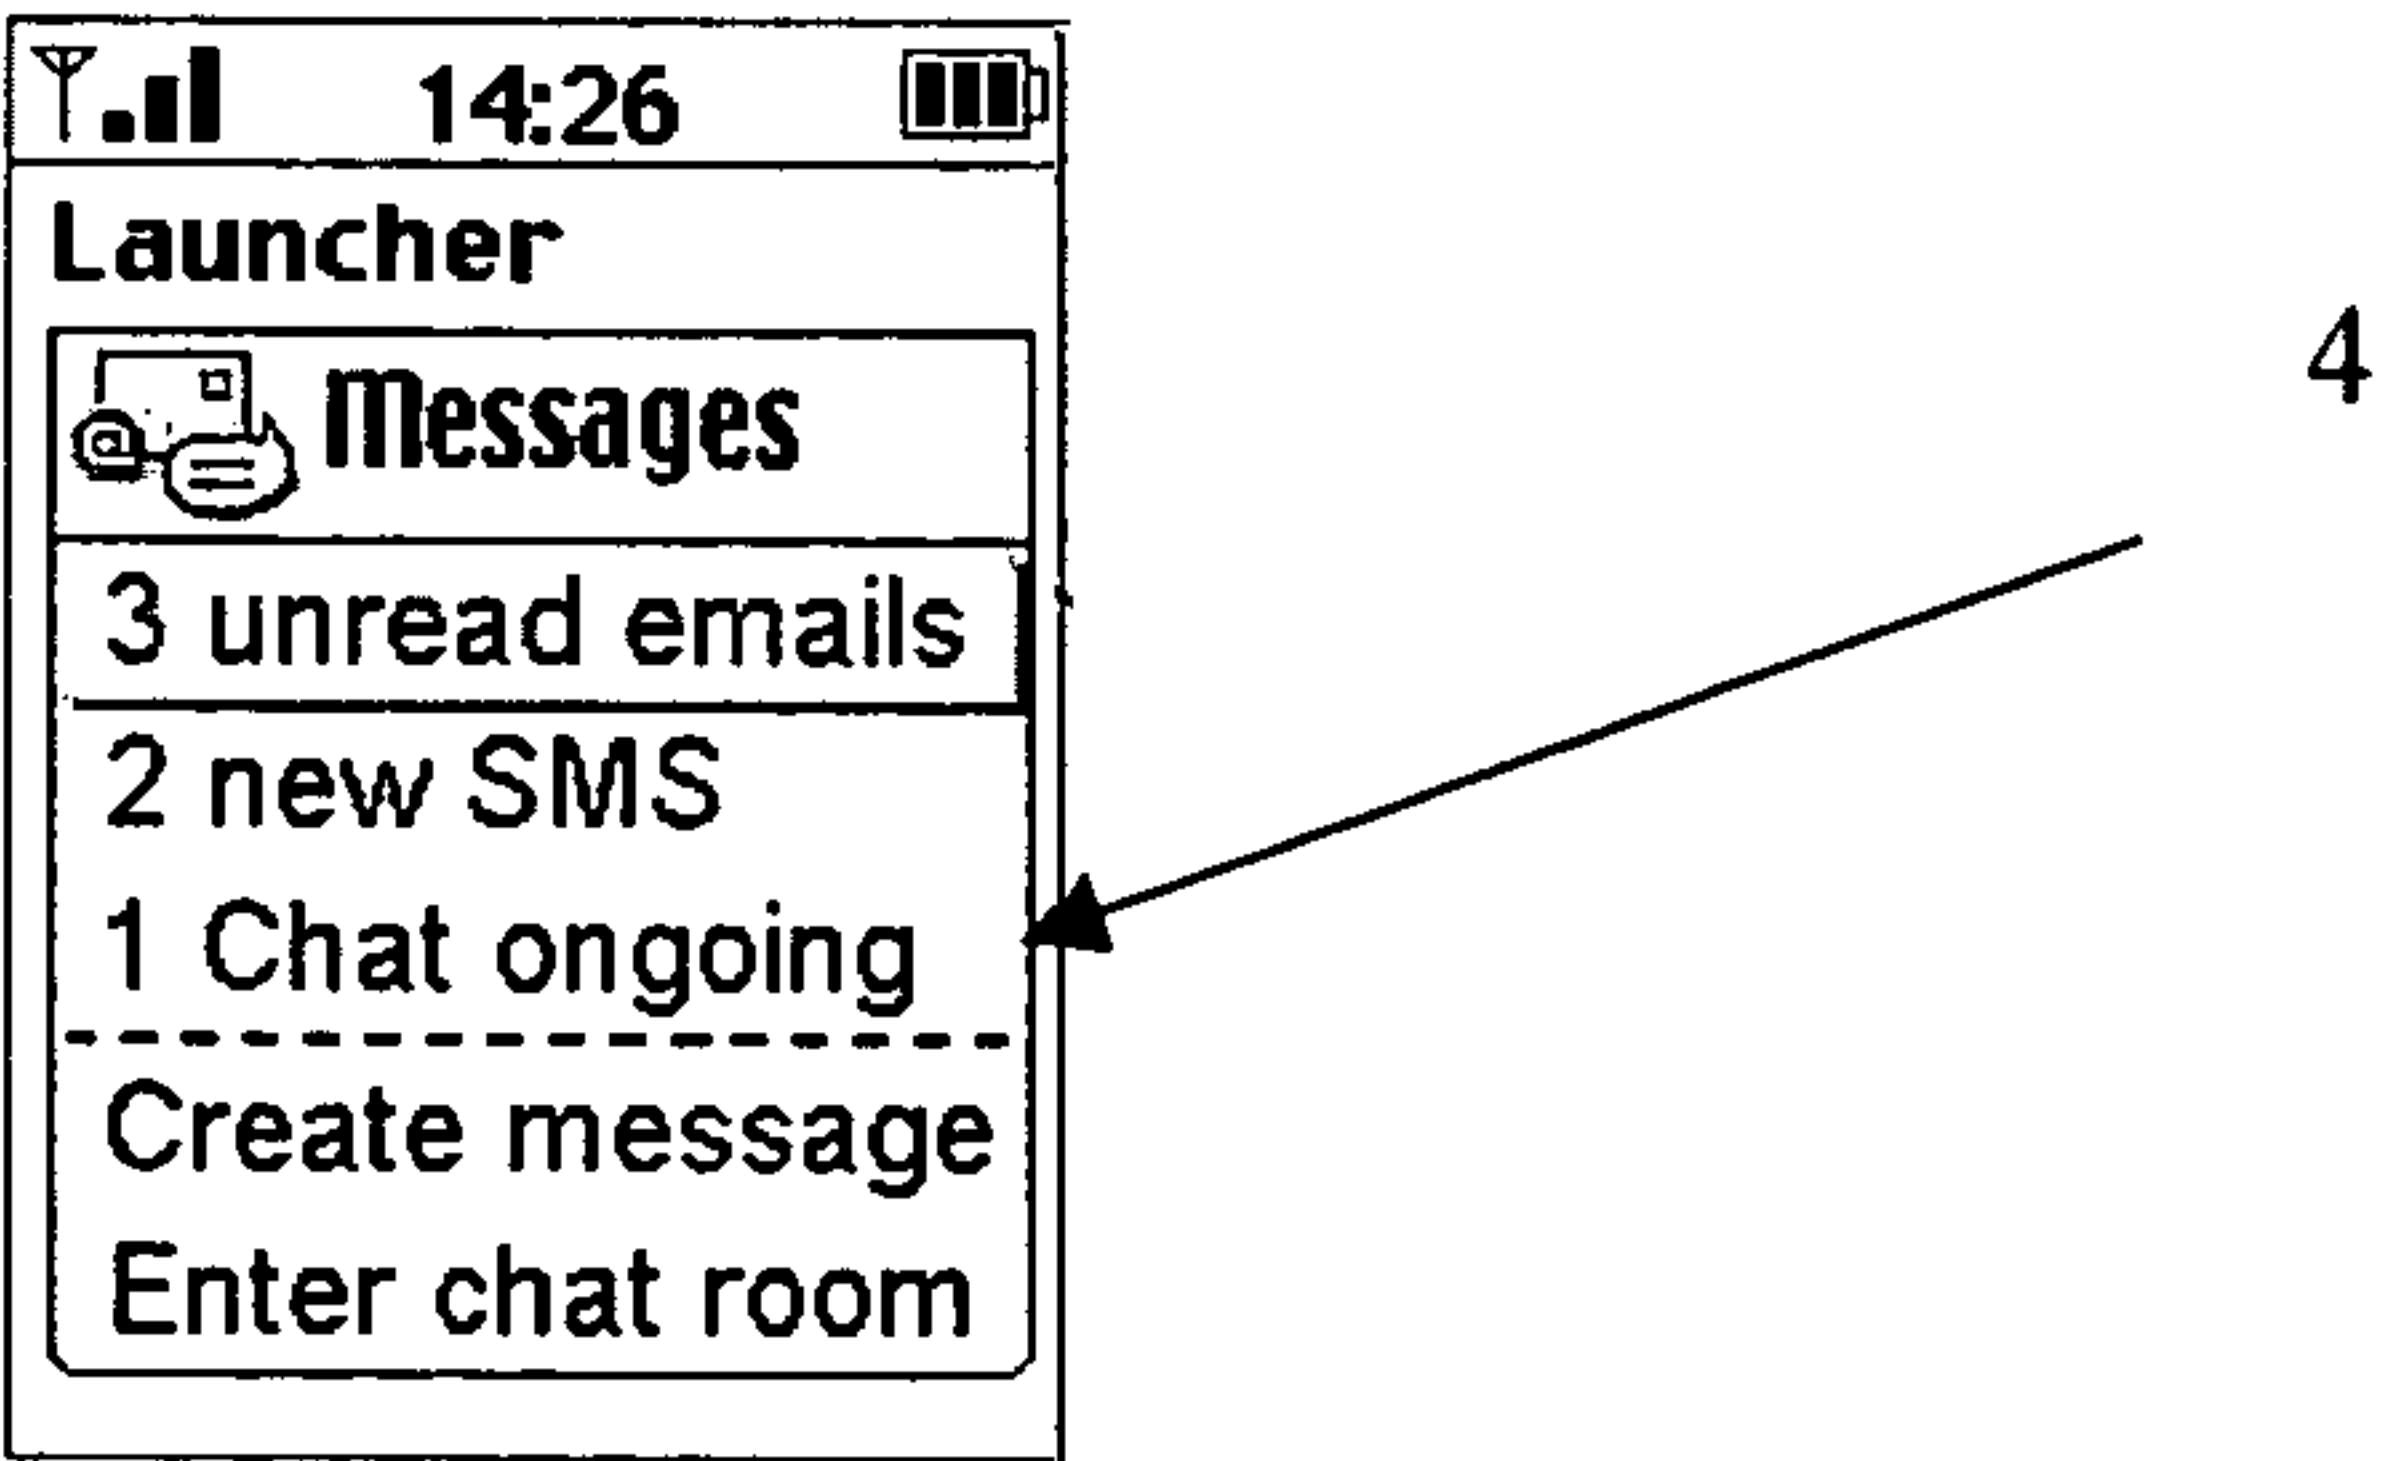 14:26
Launcher
Messages
3 unread emails
2 new SMS
1 Chat ongoing
Create message
Enter chat room
4